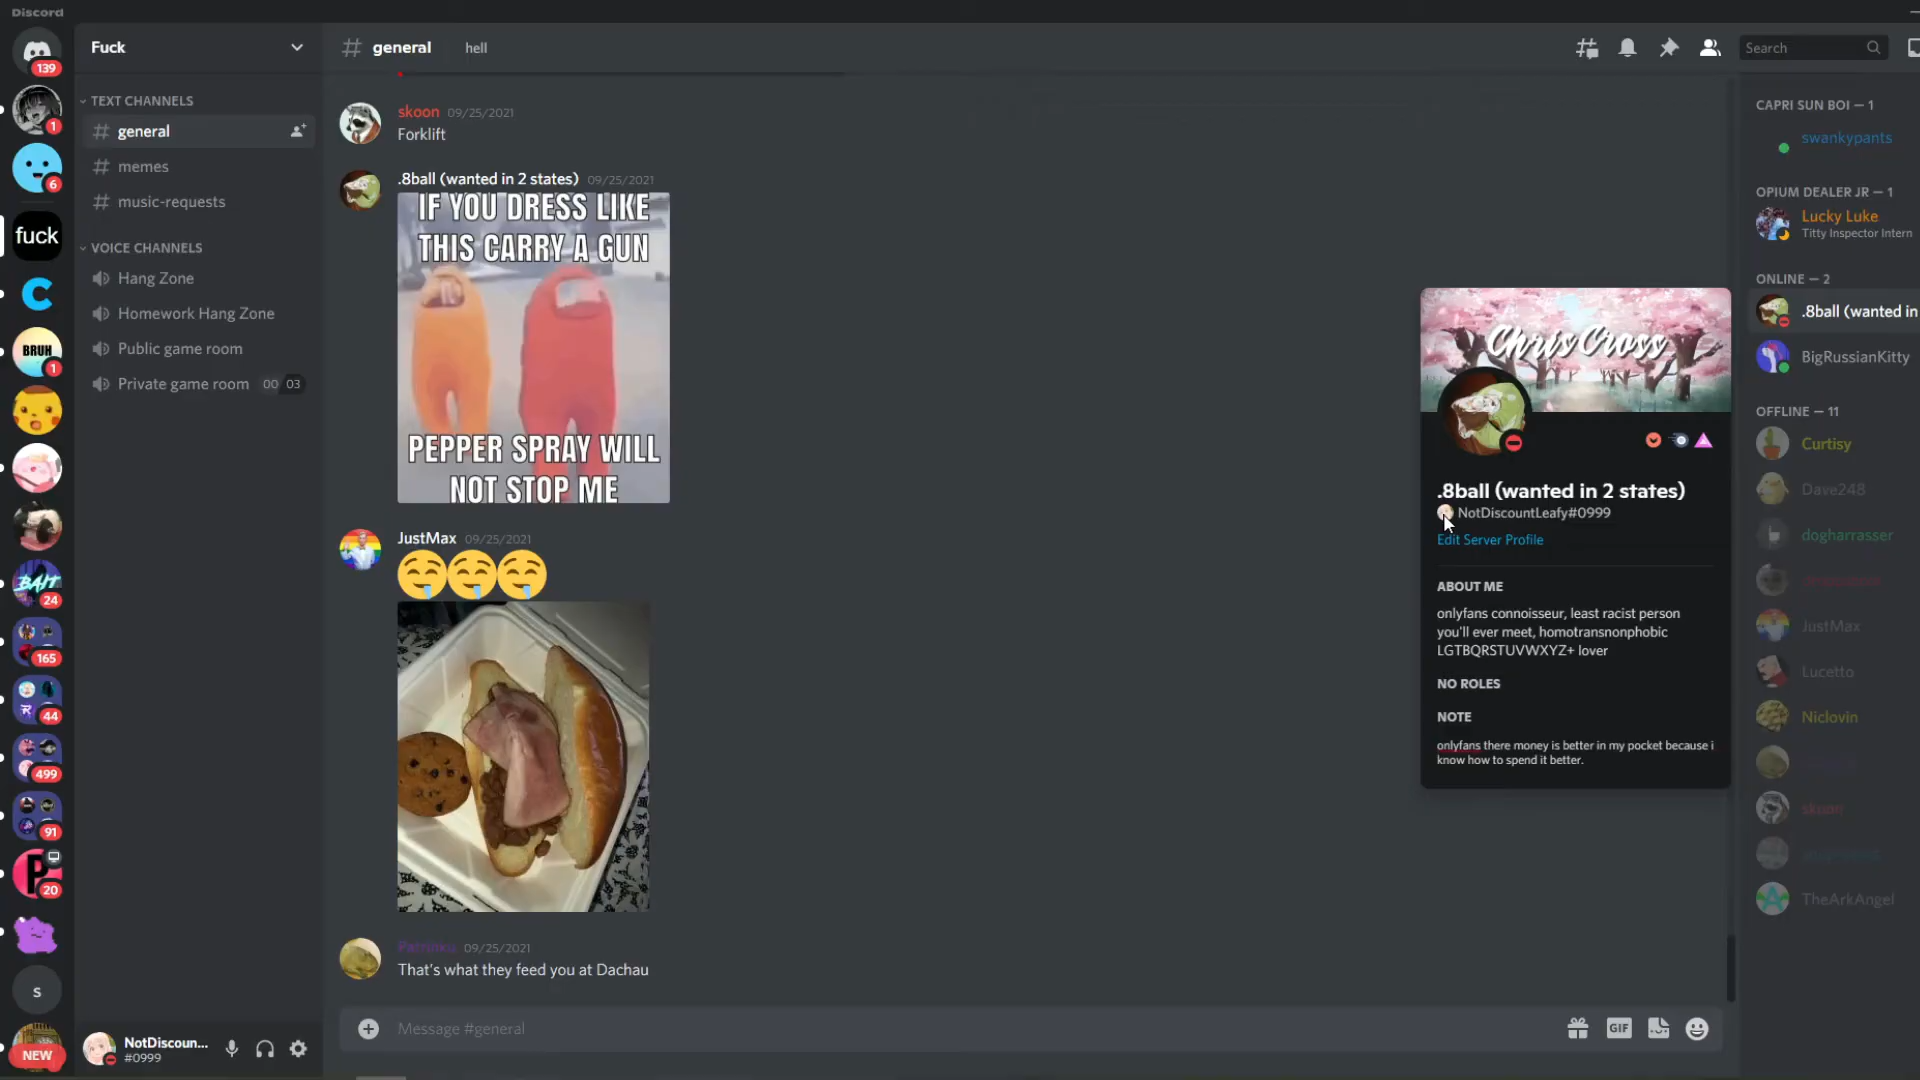 Discord
139
1
6
fuck
C
BRUH
1
BAIT
24
165
44
499
91
P
20
s
NEW
Fuck
TEXT CHANNELS
# general
# memes
# music-requests
VOICE CHANNELS
Hang Zone
Homework Hang Zone
Public game room
Private game room 00 03
NotDiscoun...
#0999
# general hell
Search
skoon 09/25/2021
Forklift
.8ball (wanted in 2 states) 09/25/2021
IF YOU DRESS LIKE
THIS CARRY A GUN
PEPPER SPRAY WILL
NOT STOP ME
JustMax 09/25/2021
09/25/2021
That's what they feed you at Dachau
Message #general
GIF
ChrisCross
.8ball (wanted in 2 states)
NotDiscountLeafy#0999
Edit Server Profile
ABOUT ME
onlyfans connoisseur, least racist person
you'll ever meet, homotransnonphobic
LGTBQRSTUVWXYZ+ lover
NO ROLES
NOTE
onlyfans there money is better in my pocket because i
know how to spend it better.
CAPRI SUN BOI — 1
swankypants
OPIUM DEALER JR — 1
Lucky Luke
Titty Inspector Intern
ONLINE — 2
.8ball (wanted in
BigRussianKitty
OFFLINE — 11
Curtisy
Dave248
dogharrasser
JustMax
Lucetto
Niclovin
skoon
TheArkAngel